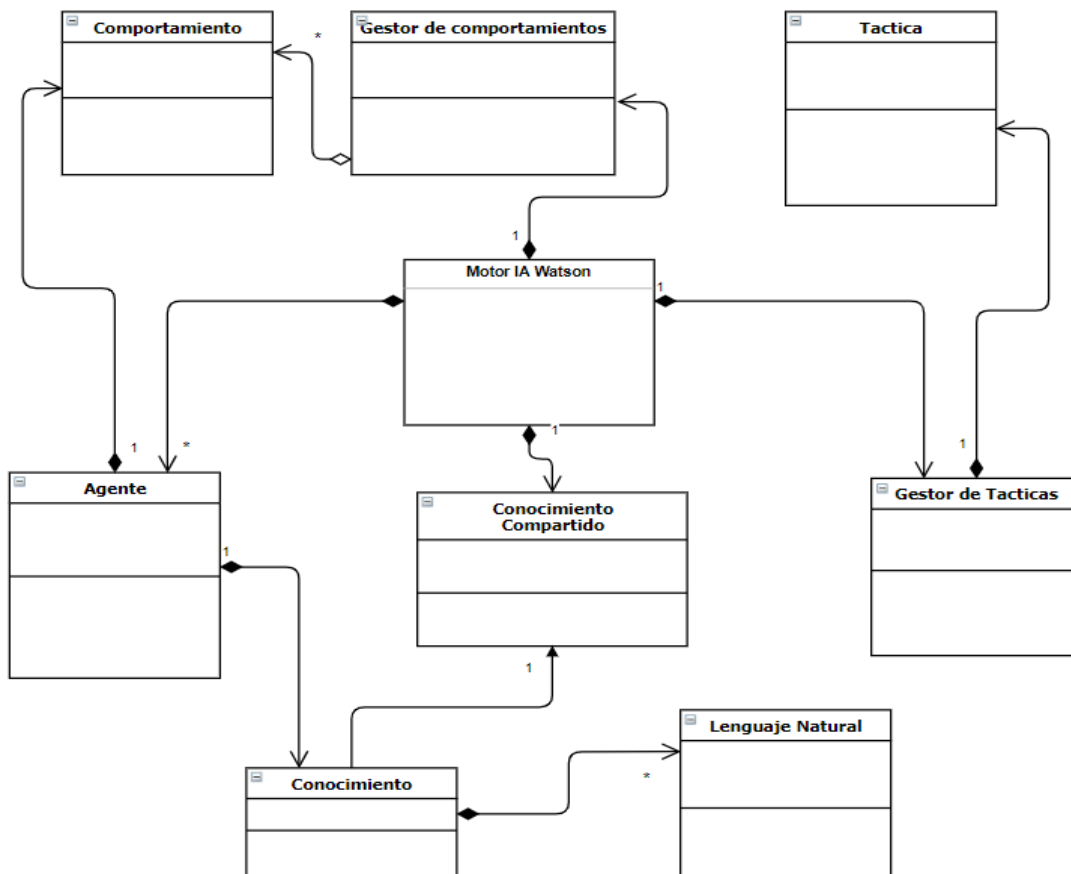 Comportamiento
*
Gestor de comportamientos
Tactica
1
Motor IA Watson
1
1
*
1
1
Agente
Conocimiento
Compartido
Gestor de Tacticas
1
1
Lenguaje Natural
*
Conocimiento